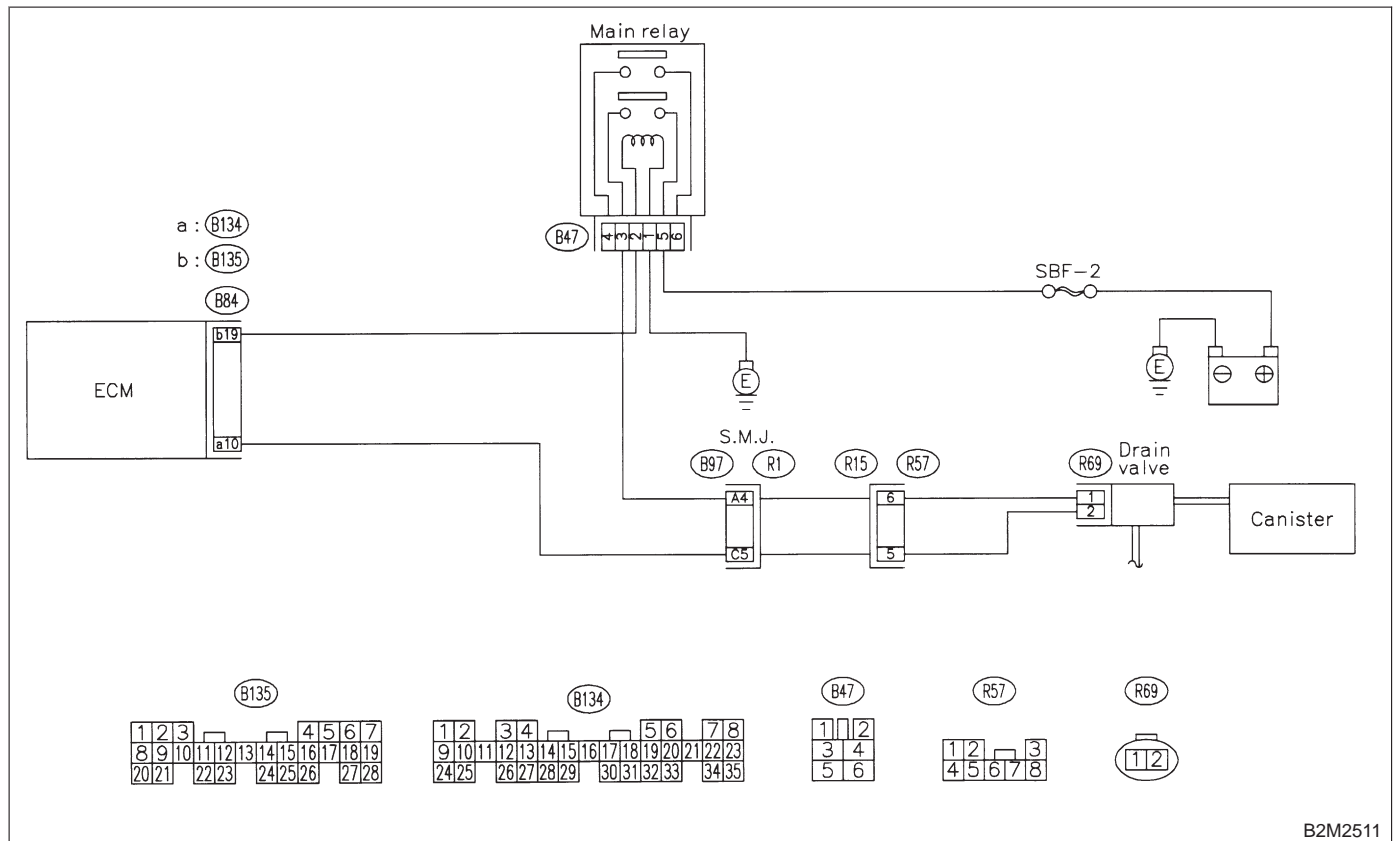 Main relay
B47
4 3 2 1 5 6
a : B134
b : B135
B84
SBF-2
b19
ECM
E
E
a10
S.M.J.
B97 R1 R15 R57 R69
Drain
valve
A4 6 1
2
Canister
C5 5
B135 B134 B47 R57 R69
1 2 3 4 5 6 7
8 9 10 11 12 13 14 15 16 17 18 19
20 21 22 23 24 25 26 27 28
1 2 3 4 5 6 7 8
9 10 11 12 13 14 15 16 17 18 19 20 21 22 23
24 25 26 27 28 29 30 31 32 33 34 35
1 2
3 4
5 6
1 2 3
4 5 6 7 8
1 2
B2M2511